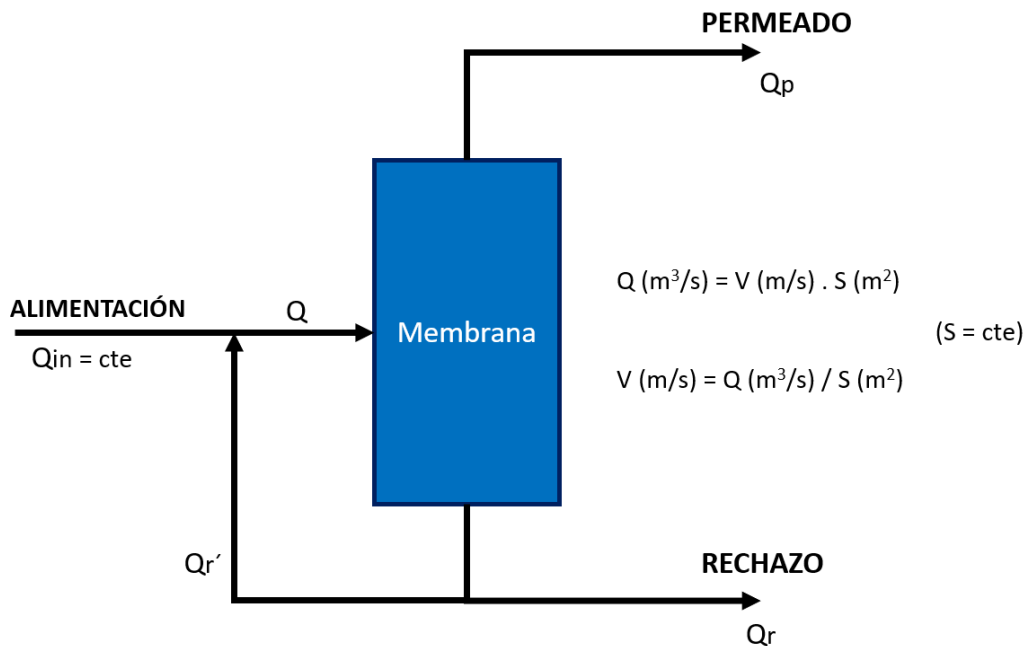 PERMEADO
Qp
Q (m³/s) = V (m/s) . S (m²)
ALIMENTACIÓN
Q
Membrana
(S = cte)
Qin = cte
V (m/s) = Q (m³/s) / S (m²)
Qr´
RECHAZO
Qr